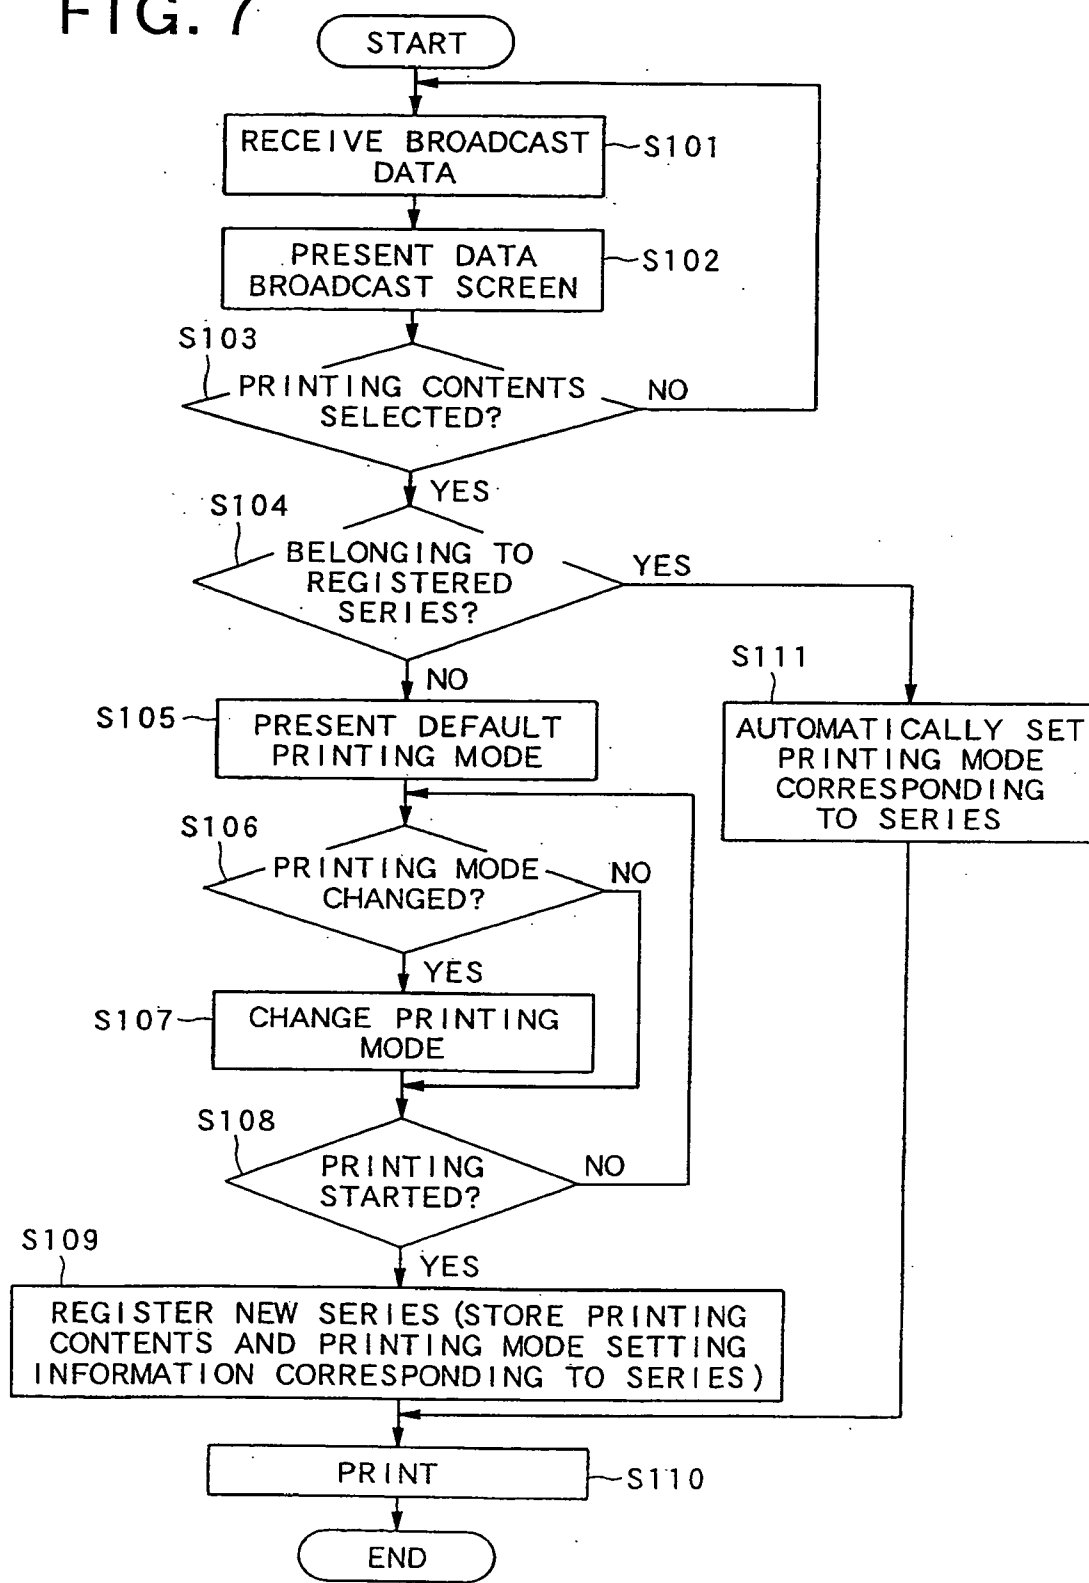 FIG. 7
START
RECEIVE BROADCAST
DATA
S101
PRESENT DATA
BROADCAST SCREEN
S102
S103
PRINTING CONTENTS
SELECTED?
NO
YES
S104
BELONGING TO
REGISTERED
SERIES?
YES
NO
S111
AUTOMATICALLY SET
PRINTING MODE
CORRESPONDING
TO SERIES
S105
PRESENT DEFAULT
PRINTING MODE
S106
PRINTING MODE
CHANGED?
NO
YES
S107
CHANGE PRINTING
MODE
S108
PRINTING
STARTED?
NO
YES
S109
REGISTER NEW SERIES (STORE PRINTING
CONTENTS AND PRINTING MODE SETTING
INFORMATION CORRESPONDING TO SERIES)
PRINT
S110
END